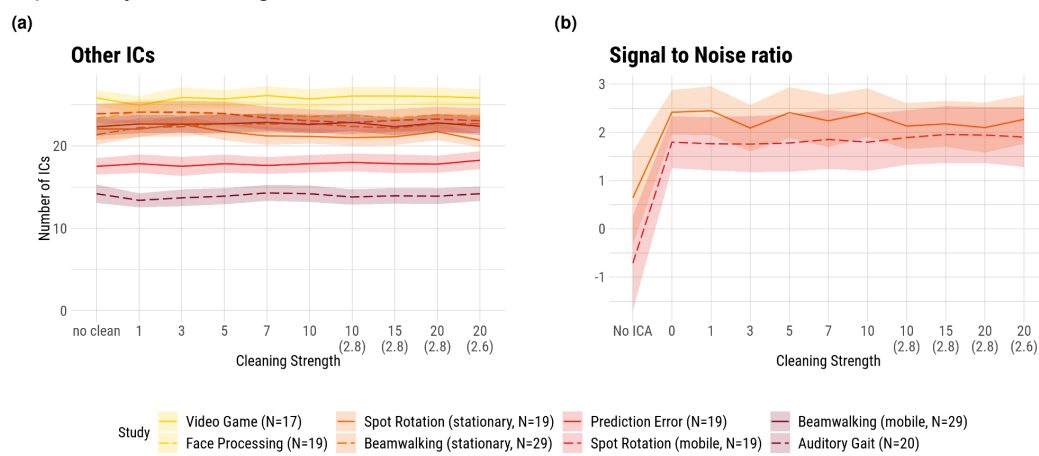 (a)
(b)
Other ICs
Signal to Noise ratio
Number of ICs
20
10
0
no clean 1 3 5 7 10 10 15 20 20
(2.8) (2.8) (2.8) (2.6)
Cleaning Strength
3
2
1
0
-1
No ICA 0 1 3 5 7 10 10 15 20 20
(2.8) (2.8) (2.8) (2.6)
Cleaning Strength
Study
Video Game (N=17)
Spot Rotation (stationary, N=19)
Prediction Error (N=19)
Beamwalking (mobile, N=29)
Face Processing (N=19)
Beamwalking (stationary, N=29)
Spot Rotation (mobile, N=19)
Auditory Gait (N=20)